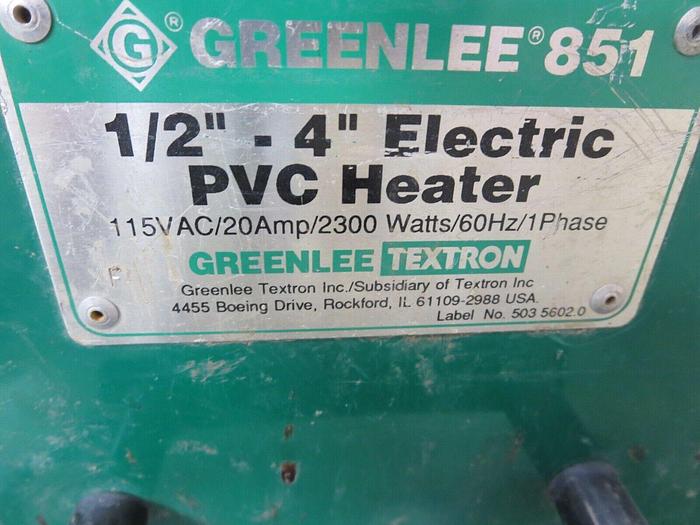 G® GREENLEE® 851
1/2" - 4" Electric
PVC Heater
115VAC/20Amp/2300 Watts/60Hz/1Phase
GREENLEE TEXTRON
Greenlee Textron Inc./Subsidiary of Textron Inc
4455 Boeing Drive, Rockford, IL 61109-2988 USA.
Label No. 503 5602.0